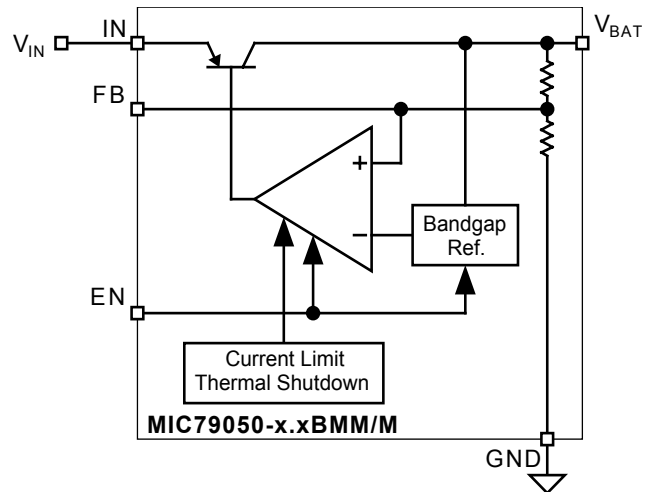 IN
V_IN
V_BAT
FB
+
−
Bandgap
Ref.
EN
Current Limit
Thermal Shutdown
MIC79050-x.xBMM/M
GND